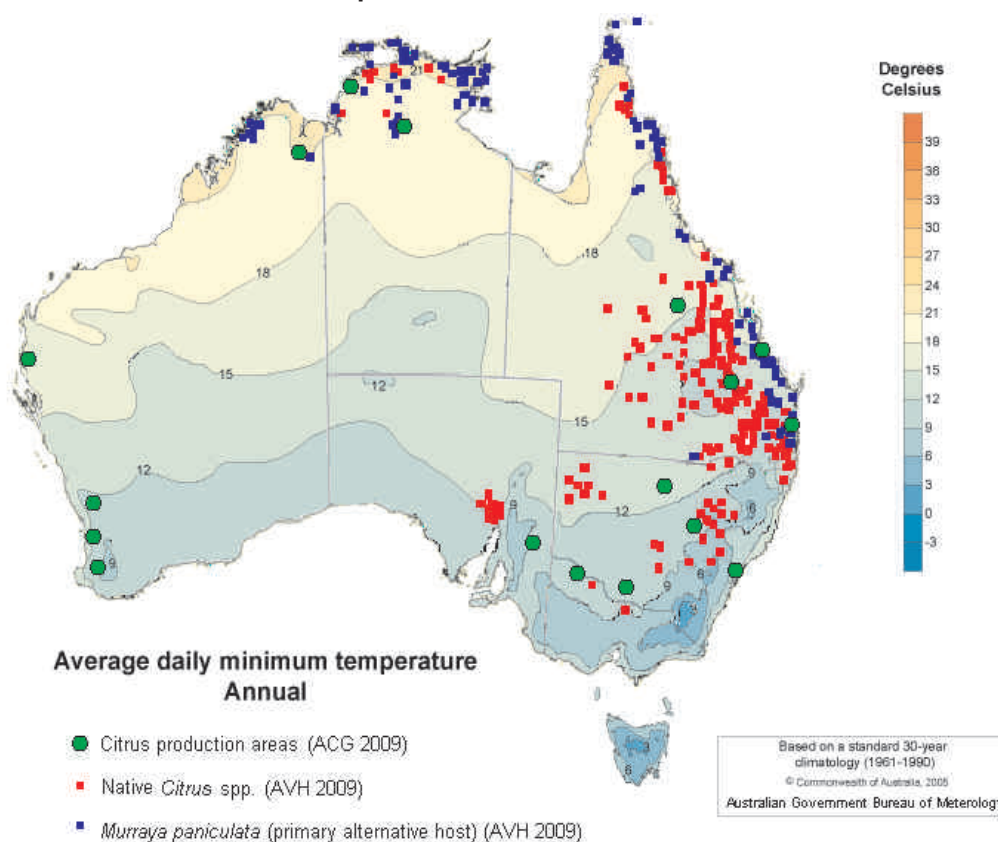 Degrees
Celsius
39
36
33
30
27
24
21
18
15
12
9
6
3
0
-3
21
18
18
15
12
15
12
9
9
12
6
9
6
9
3
6
Average daily minimum temperature
Annual
Citrus production areas (ACG 2009)
Native Citrus spp. (AVH 2009)
Murraya paniculata (primary alternative host) (AVH 2009)
Based on a standard 30-year
climatology (1961-1990)
© Commonwealth of Australia, 2005
Australian Government Bureau of Meterology